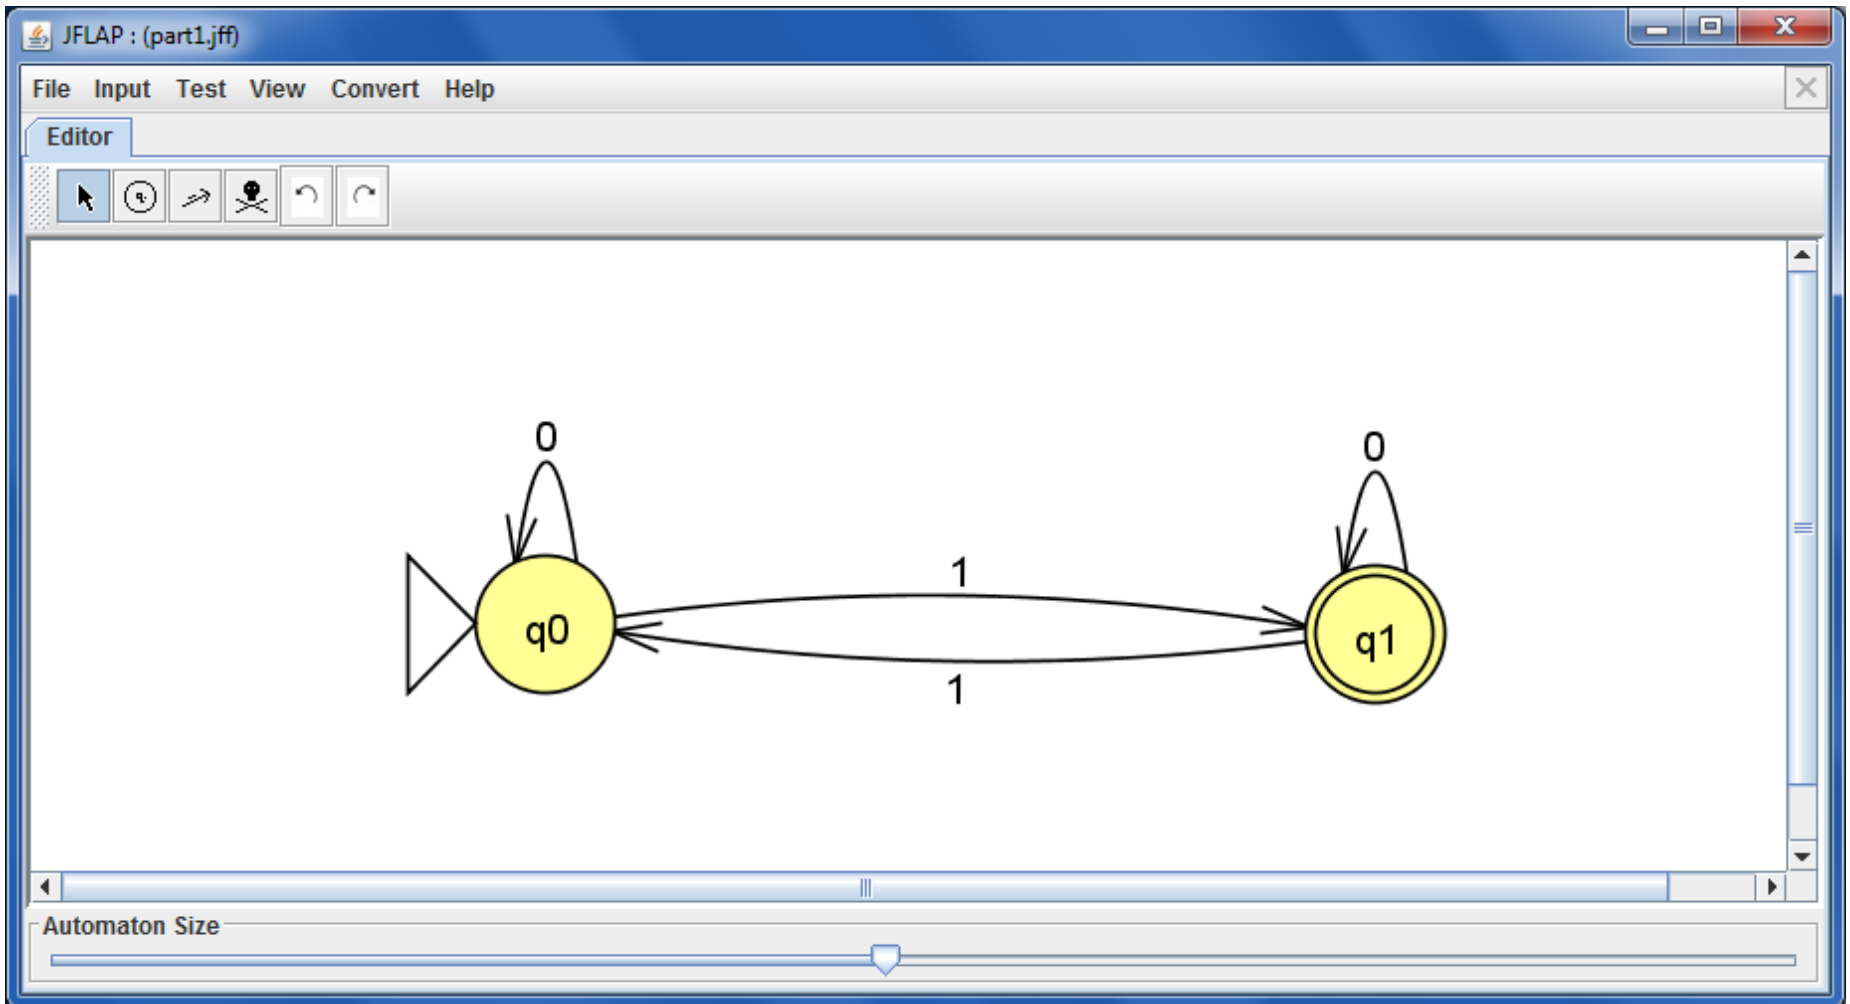 JFLAP : (part1.jff)
File Input Test View Convert Help
Editor
0
0
1
q0
q1
1
Automaton Size